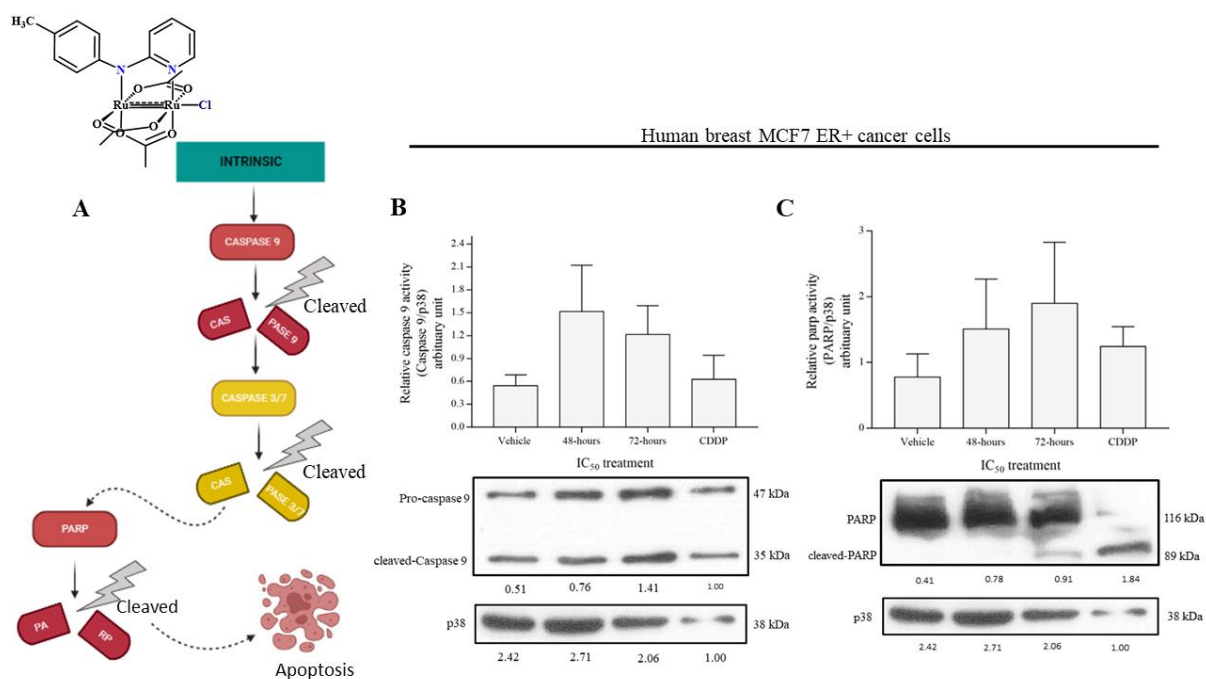 H₃C
N
N
O
O
Ru
Ru
Cl
O
O
O
O
Human breast MCF7 ER+ cancer cells
INTRINSIC
A
CASPASE 9
Cleaved
CAS
PASE 9
CASPASE 3/7
Cleaved
CAS
PASE 3/7
PARP
Cleaved
PA
RP
Apoptosis
B
Relative caspase 9 activity
(Caspase 9/p38)
arbituary unit
2.4
2.1
1.8
1.5
1.2
0.9
0.6
0.3
0.0
Vehicle 48-hours 72-hours CDDP
IC₅₀ treatment
Pro-caspase 9 47 kDa
cleaved-Caspase 9 35 kDa
0.51 0.76 1.41 1.00
p38 38 kDa
2.42 2.71 2.06 1.00
C
Relative parp activity
(PARP/p38)
arbituary unit
3
2
1
0
Vehicle 48-hours 72-hours CDDP
IC₅₀ treatment
PARP 116 kDa
cleaved-PARP 89 kDa
0.41 0.78 0.91 1.84
p38 38 kDa
2.42 2.71 2.06 1.00